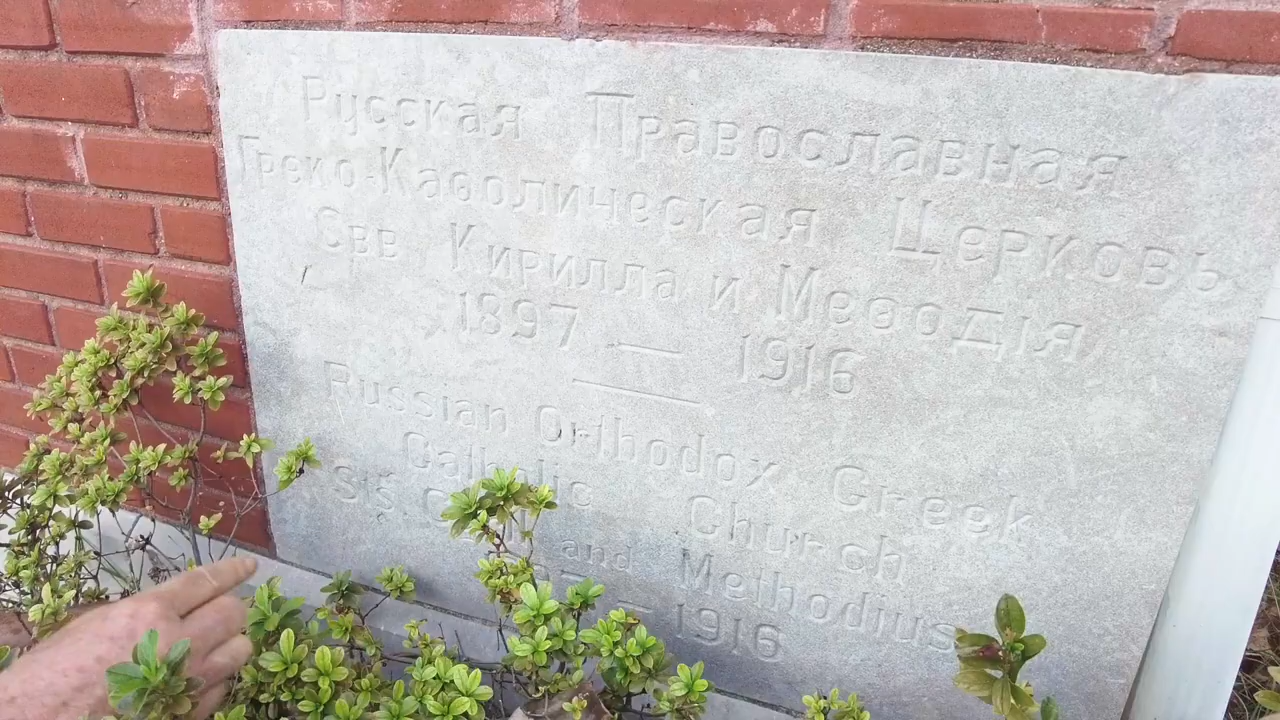 Русская Православная
Греко-Каѳолическая Церковь
Свв Кирилла и Меѳодія
1897 — 1916
Russian Orthodox Greek
Catholic Church
Sts and Methodius
— 1916